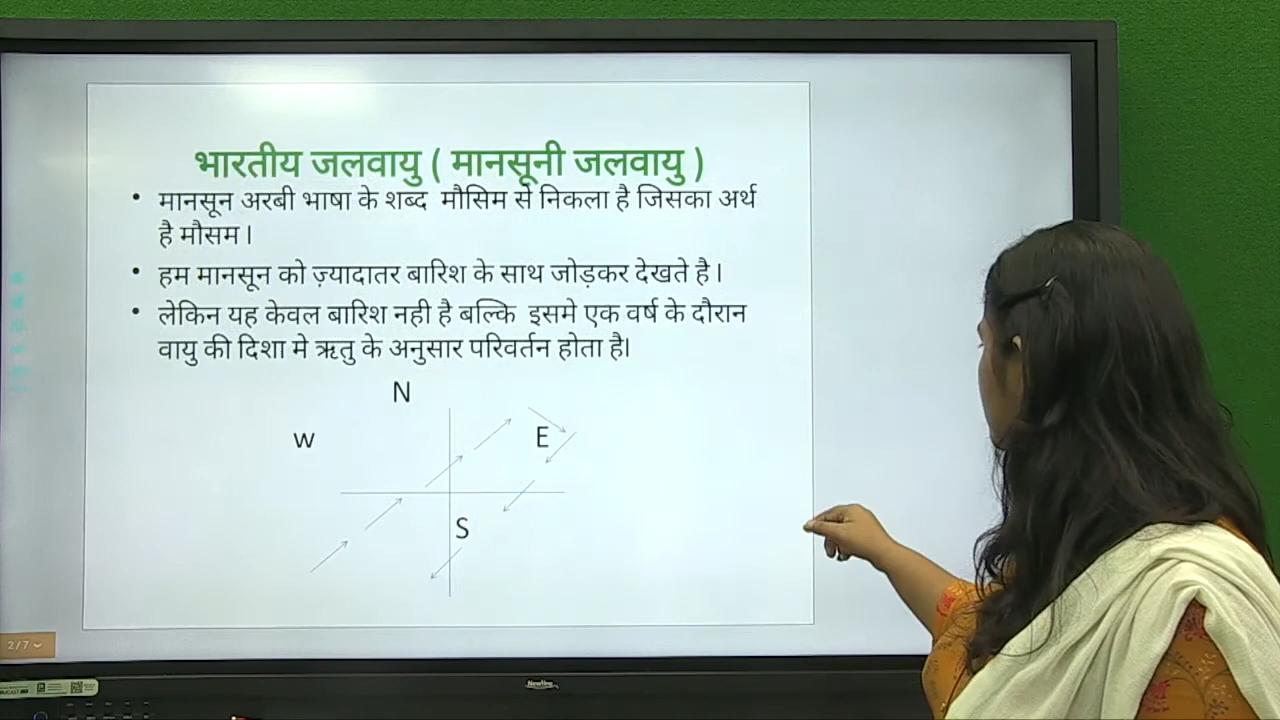 भारतीय जलवायु ( मानसूनी जलवायु )
• मानसून अरबी भाषा के शब्द मौसिम से निकला है जिसका अर्थ
है मौसम ।
• हम मानसून को ज़्यादातर बारिश के साथ जोड़कर देखते है ।
• लेकिन यह केवल बारिश नही है बल्कि इसमे एक वर्ष के दौरान
वायु की दिशा मे ऋतु के अनुसार परिवर्तन होता है।
N
W
E
S
2/7
Newline